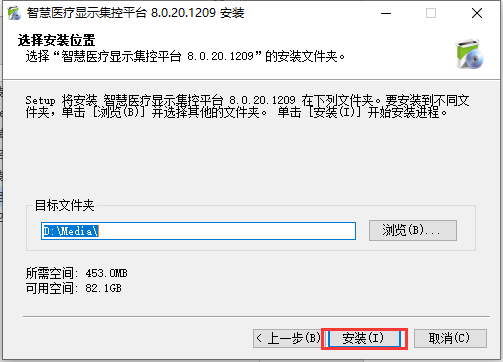 智慧医疗显示集控平台 8.0.20.1209 安装
选择安装位置
选择“智慧医疗显示集控平台 8.0.20.1209”的安装文件夹。
Setup 将安装 智慧医疗显示集控平台 8.0.20.1209 在下列文件夹。要安装到不同文
件夹，单击 [浏览(B)] 并选择其他的文件夹。 单击 [安装(I)] 开始安装进程。
目标文件夹
D:\Media\
浏览(B)...
所需空间: 453.0MB
可用空间: 82.1GB
< 上一步(B)
安装(I)
取消(C)